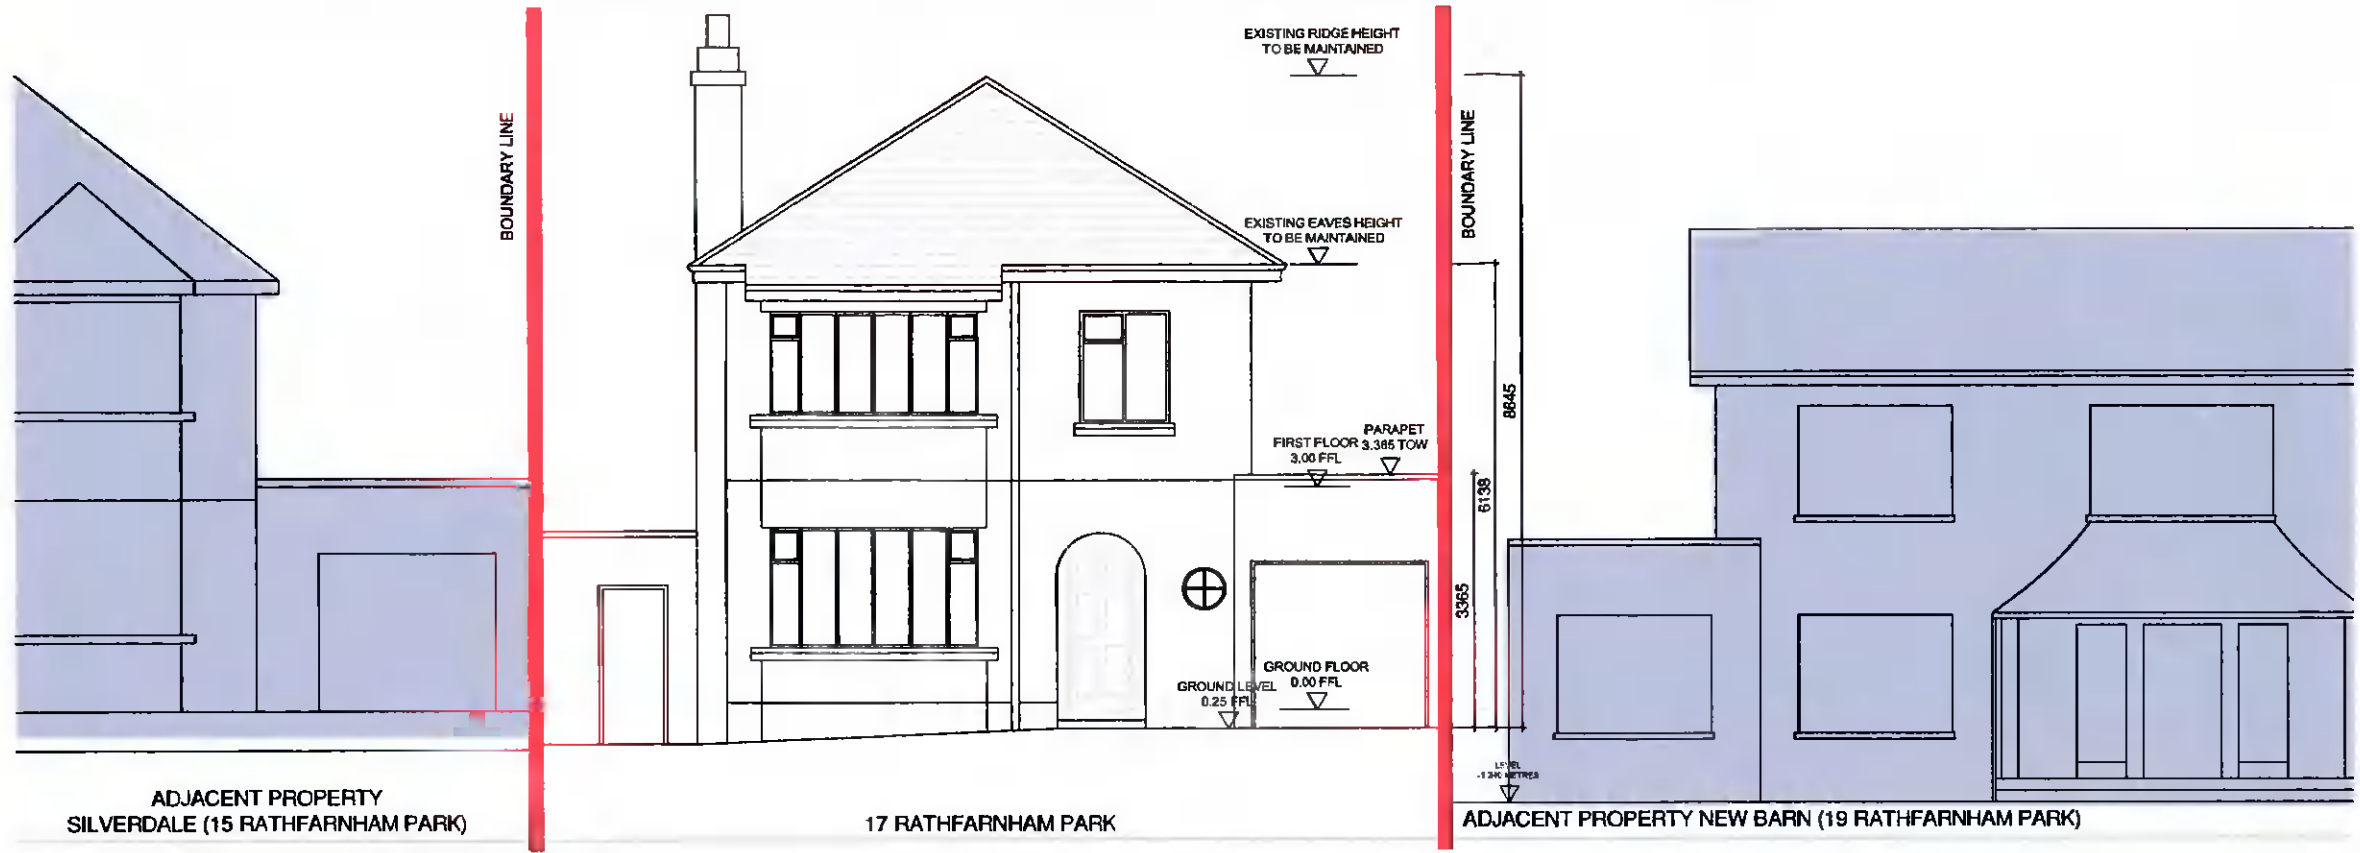 EXISTING RIDGE HEIGHT
TO BE MAINTAINED
BOUNDARY LINE
BOUNDARY LINE
EXISTING EAVES HEIGHT
TO BE MAINTAINED
8645
PARAPET
3.365 TOW
FIRST FLOOR
3.00 FFL
6138
3365
GROUND FLOOR
0.00 FFL
GROUND LEVEL
0.25 FFL
LEVEL
METRES
ADJACENT PROPERTY
SILVERDALE (15 RATHFARNHAM PARK)
17 RATHFARNHAM PARK
ADJACENT PROPERTY NEW BARN (19 RATHFARNHAM PARK)